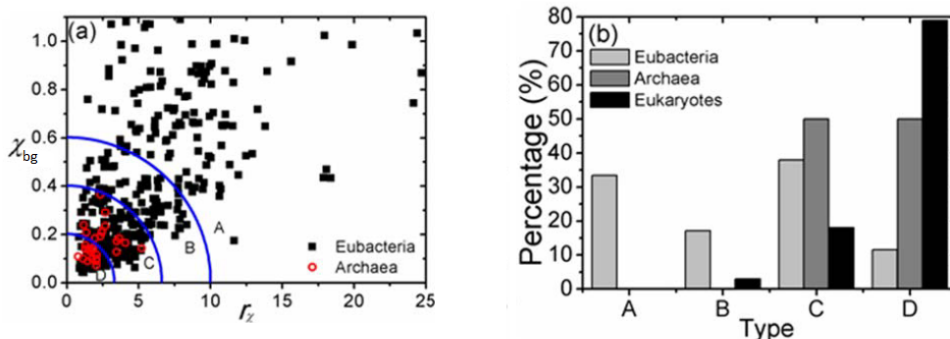 (a)
1.0
0.8
0.6
0.4
0.2
0.0
χbg
A
B
C
D
Eubacteria
Archaea
0 5 10 15 20 25
rχ
(b)
80
70
60
50
40
30
20
10
0
Percentage (%)
Eubacteria
Archaea
Eukaryotes
A B C D
Type